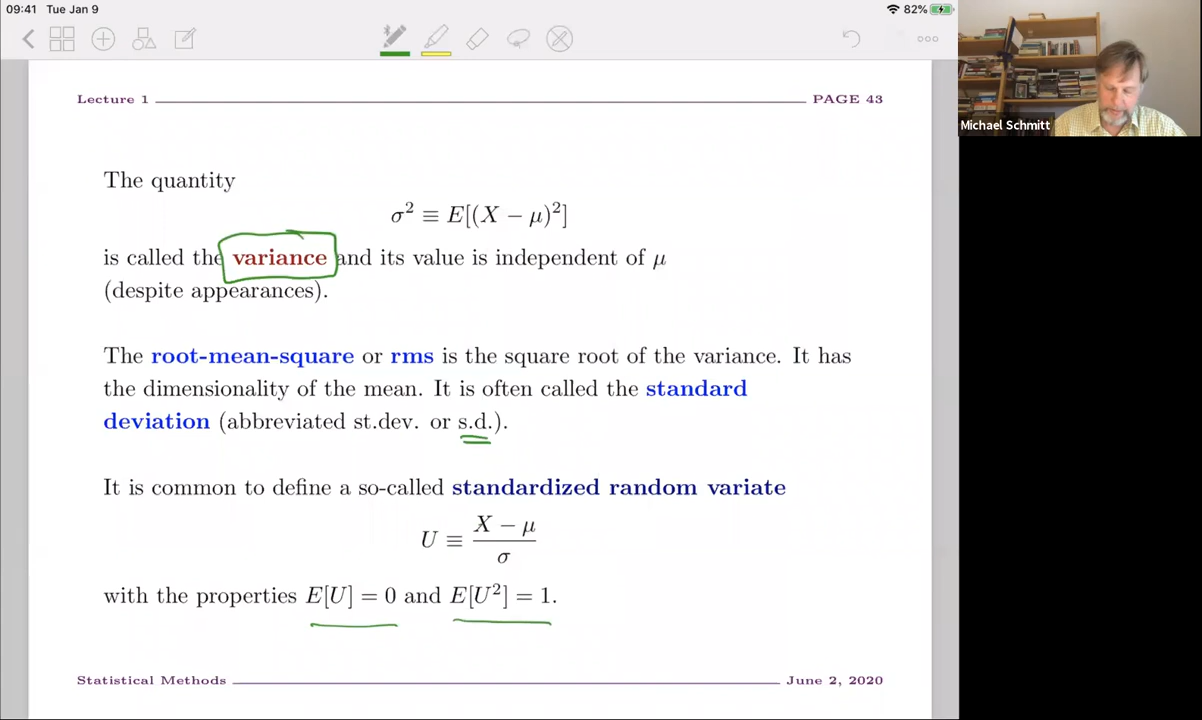 09:41 Tue Jan 9
82%
Lecture 1
PAGE 43
Michael Schmitt
The quantity
σ² ≡ E[(X − μ)²]
is called the variance and its value is independent of μ
(despite appearances).
The root-mean-square or rms is the square root of the variance. It has
the dimensionality of the mean. It is often called the standard
deviation (abbreviated st.dev. or s.d.).
It is common to define a so-called standardized random variate
U ≡ (X − μ)/σ
with the properties E[U] = 0 and E[U²] = 1.
Statistical Methods
June 2, 2020